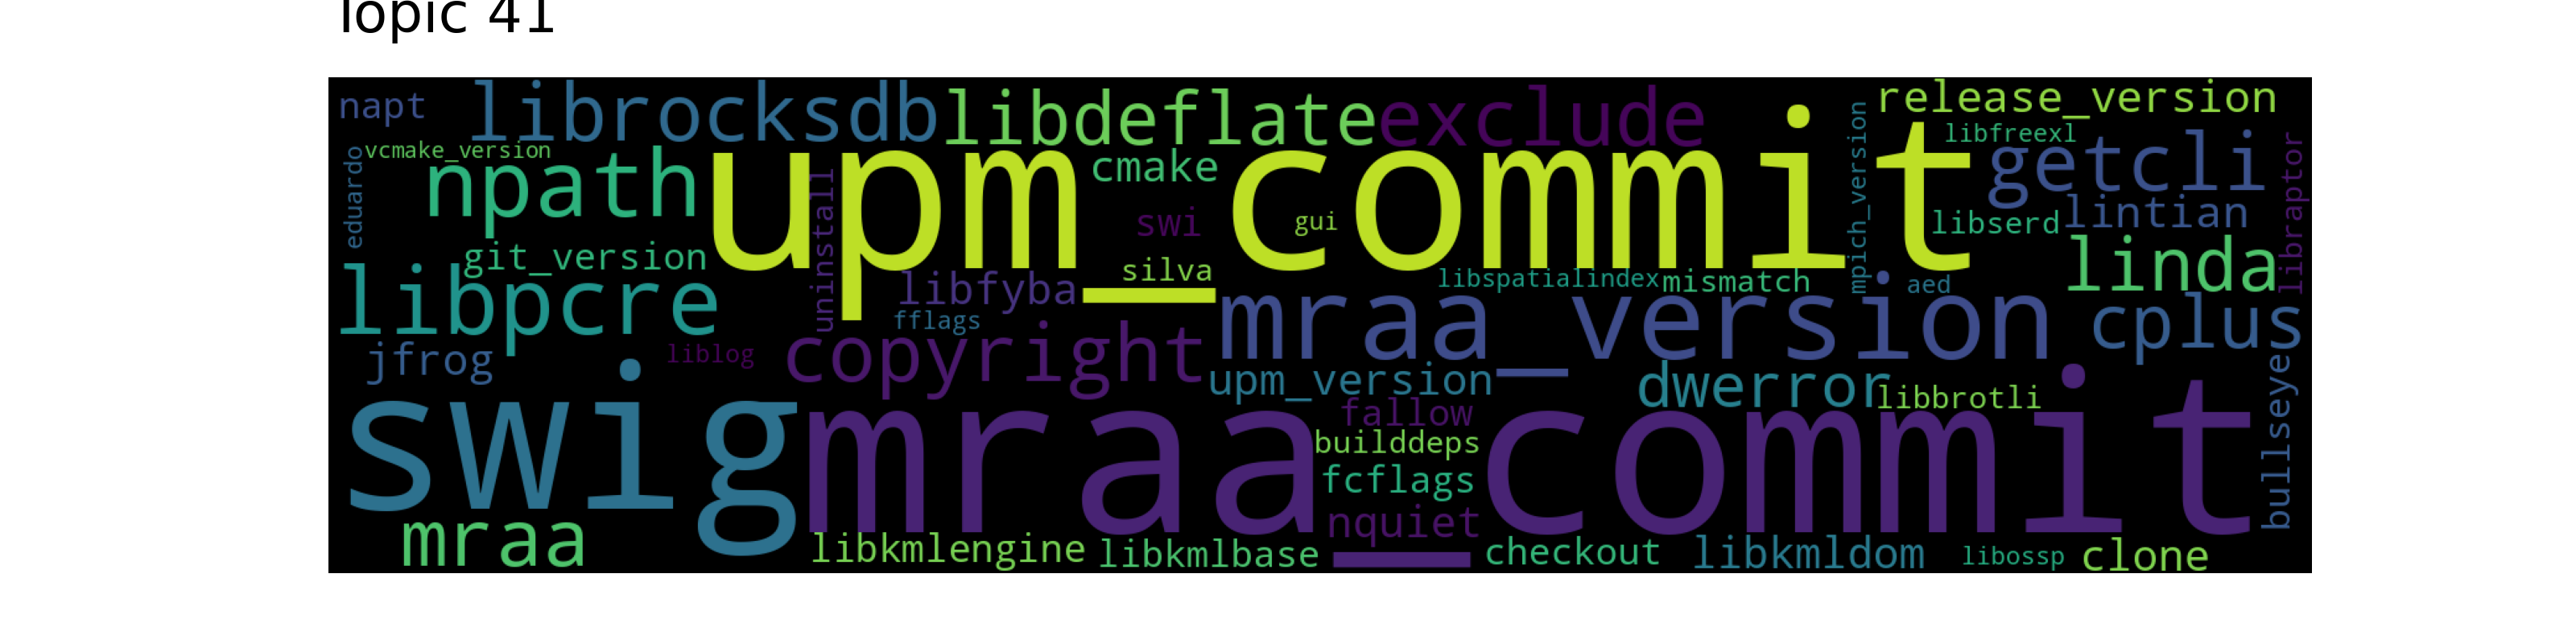 Topic 41
napt
librocksdb
libdeflate
exclude
release_version
vcmake_version
libfreexl
eduardo
npath
upm_commit
cmake
mpich_version
getcli
libraptor
uninstall
swi
gui
libserd
lintian
git_version
silva
libspatialindex
mismatch
aed
linda
libpcre
libfyba
fflags
mraa_version
cplus
jfrog
liblog
copyright
upm_version
dwerror
libbrotli
bullseye
swig
mraa_commit
fallow
builddeps
fcflags
nquiet
mraa
libkmlengine
libkmlbase
checkout
libkmldom
libossp
clone